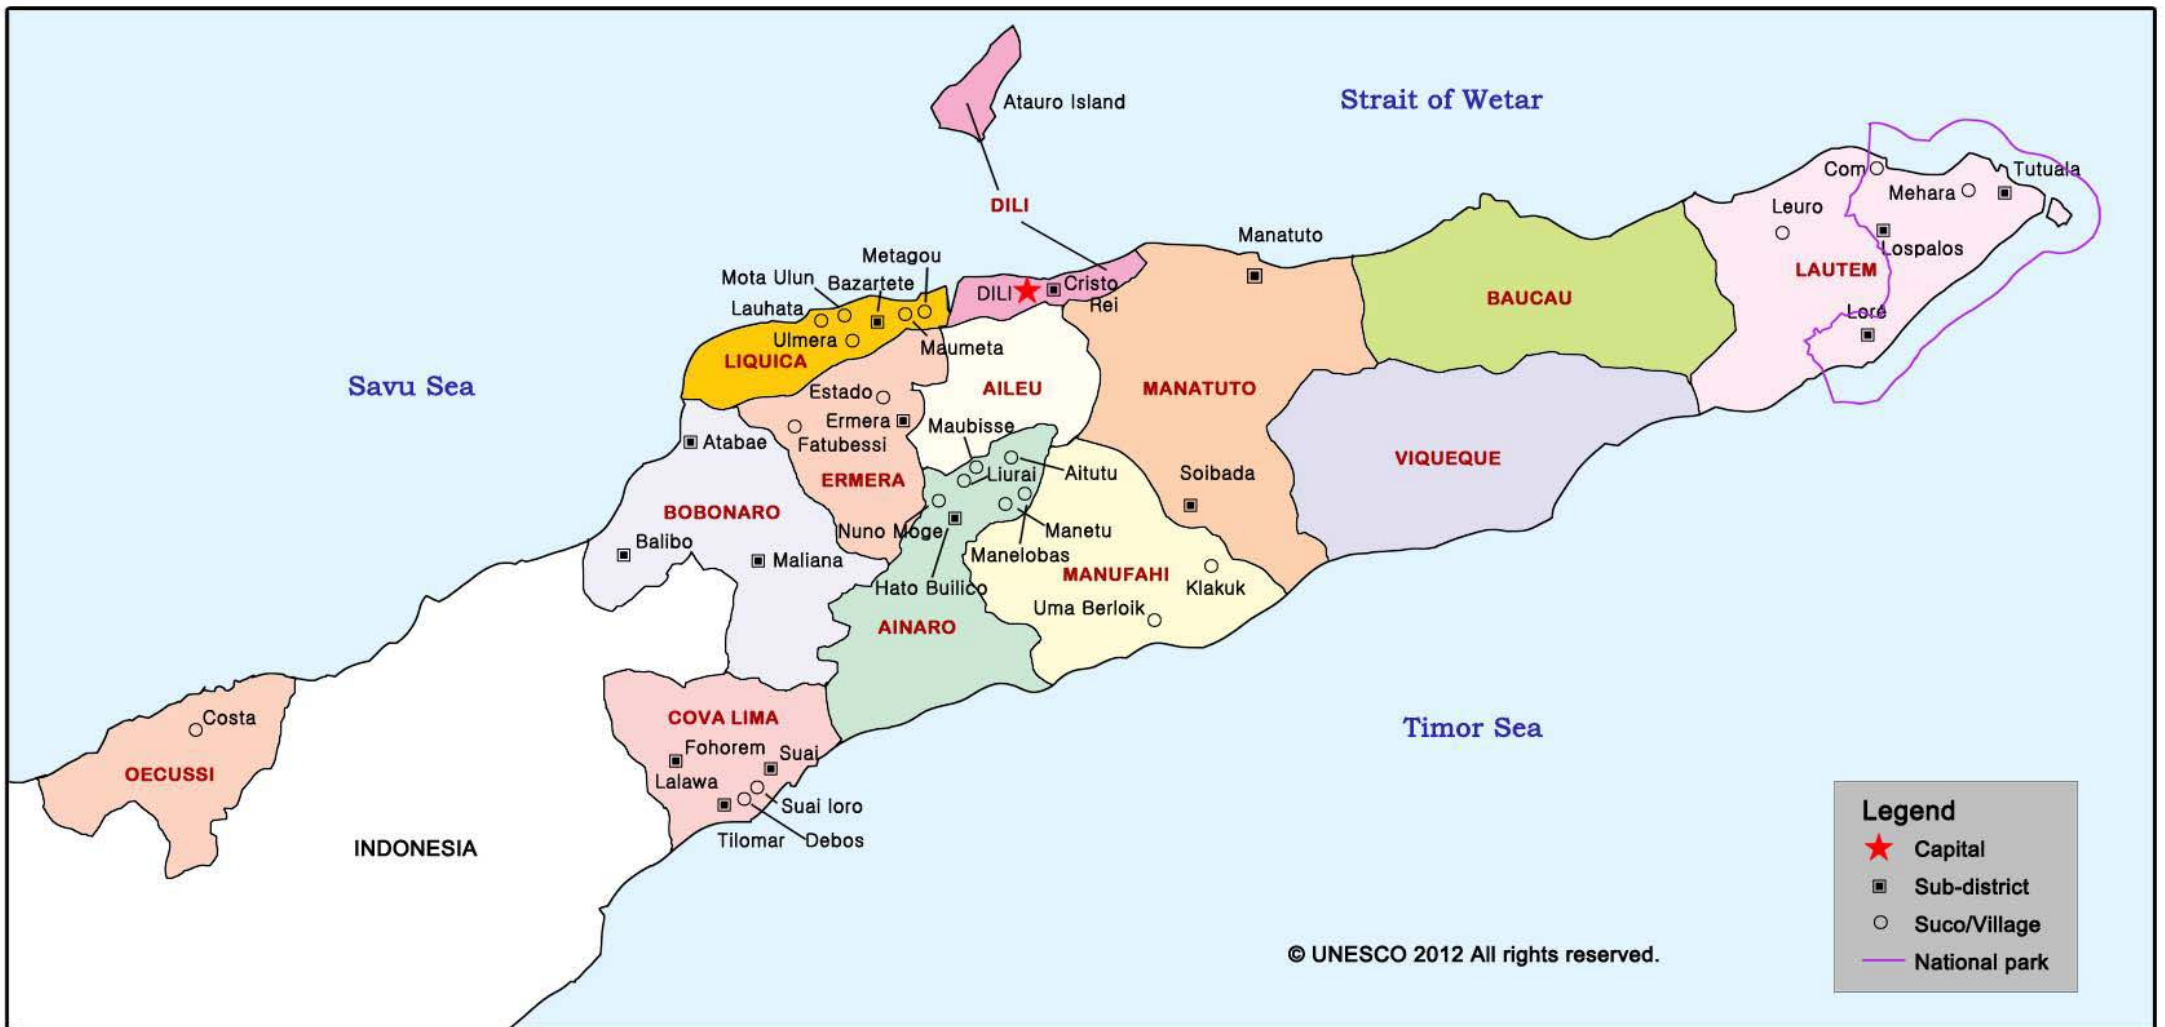 Atauro Island
Strait of Wetar
Com
Tutuala
Mehara
DILI
Leuro
Manatuto
Lospalos
Metagou
LAUTEM
Mota Ulun
Bazartete
DILI
Cristo
Rei
BAUCAU
Lauhata
Lore
Ulmera
Maumeta
LIQUICA
Savu Sea
Estado
AILEU
MANATUTO
Ermera
Maubisse
Atabae
Fatubessi
VIQUEQUE
ERMERA
Liurai
Aitutu
Soibada
BOBONARO
Nuno Moge
Manetu
Balibo
Manelobas
Maliana
MANUFAHI
Hato Builico
Klakuk
Uma Berloik
AINARO
Costa
COVA LIMA
Timor Sea
Fohorem
Suai
OECUSSI
Lalawa
Suai loro
Tilomar
Debos
INDONESIA
Legend
Capital
Sub-district
Suco/Village
National park
© UNESCO 2012 All rights reserved.